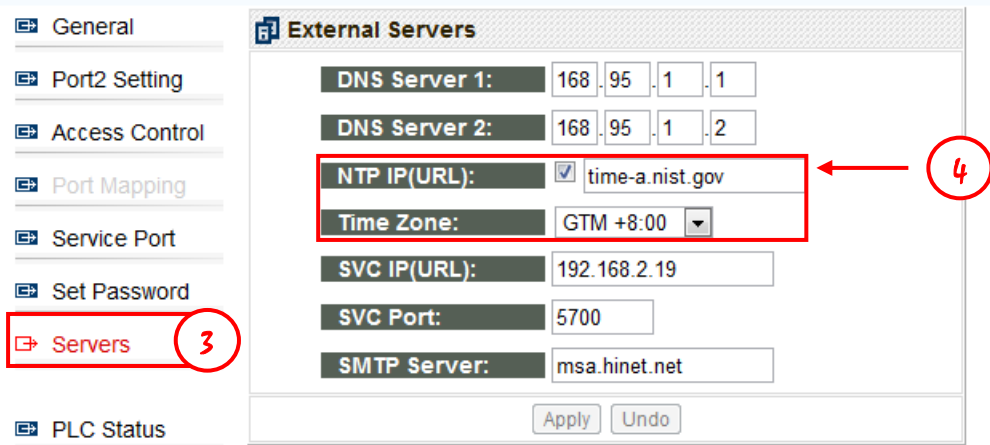 General
Port2 Setting
Access Control
Port Mapping
Service Port
Set Password
Servers
3
PLC Status
External Servers
DNS Server 1: 168 .95 .1 .1
DNS Server 2: 168 .95 .1 .2
NTP IP(URL): time-a.nist.gov
4
Time Zone: GTM +8:00
SVC IP(URL): 192.168.2.19
SVC Port: 5700
SMTP Server: msa.hinet.net
Apply Undo